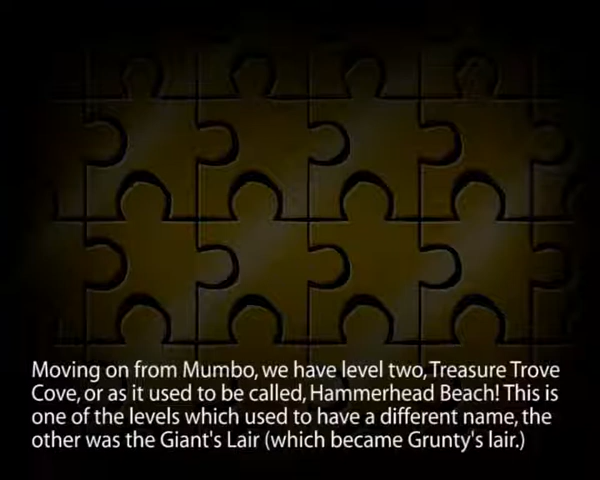 Moving on from Mumbo, we have level two, Treasure Trove
Cove, or as it used to be called, Hammerhead Beach! This is
one of the levels which used to have a different name, the
other was the Giant's Lair (which became Grunty's lair.)